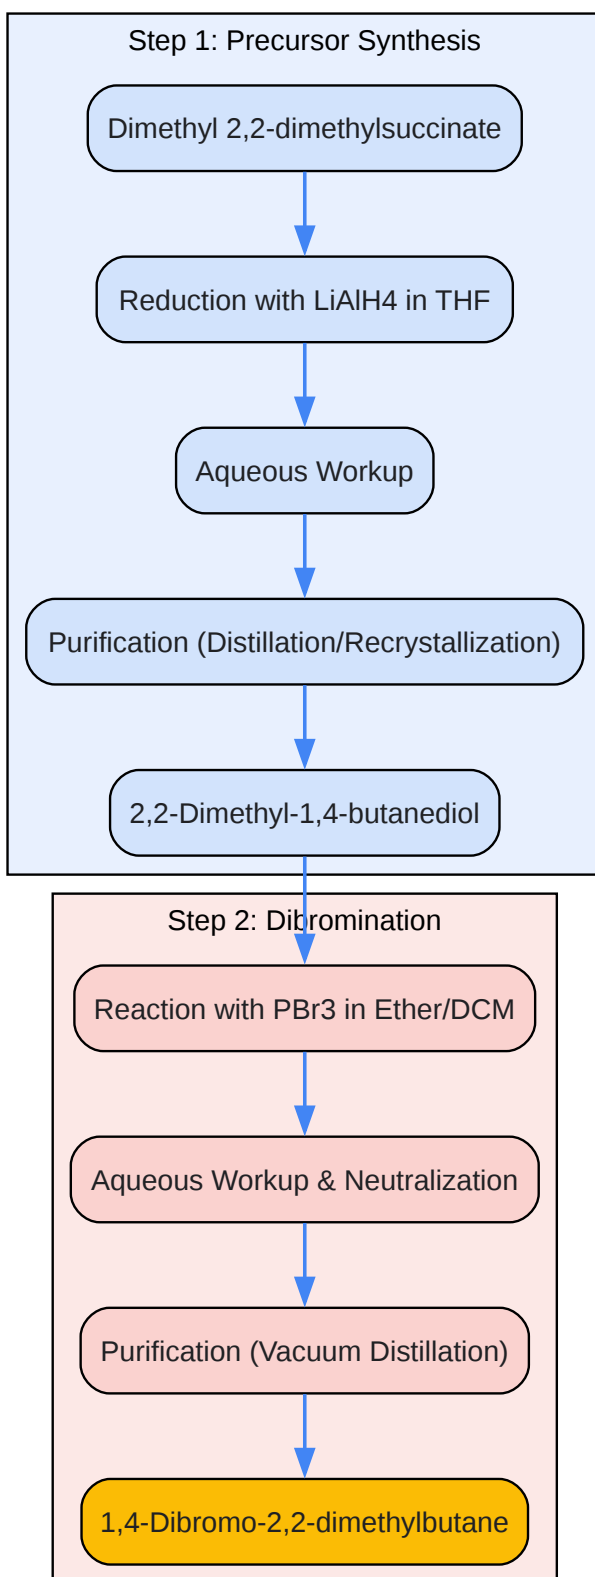 Step 1: Precursor Synthesis
Dimethyl 2,2-dimethylsuccinate
Reduction with LiAlH4 in THF
Aqueous Workup
Purification (Distillation/Recrystallization)
2,2-Dimethyl-1,4-butanediol
Step 2: Dibromination
Reaction with PBr3 in Ether/DCM
Aqueous Workup & Neutralization
Purification (Vacuum Distillation)
1,4-Dibromo-2,2-dimethylbutane